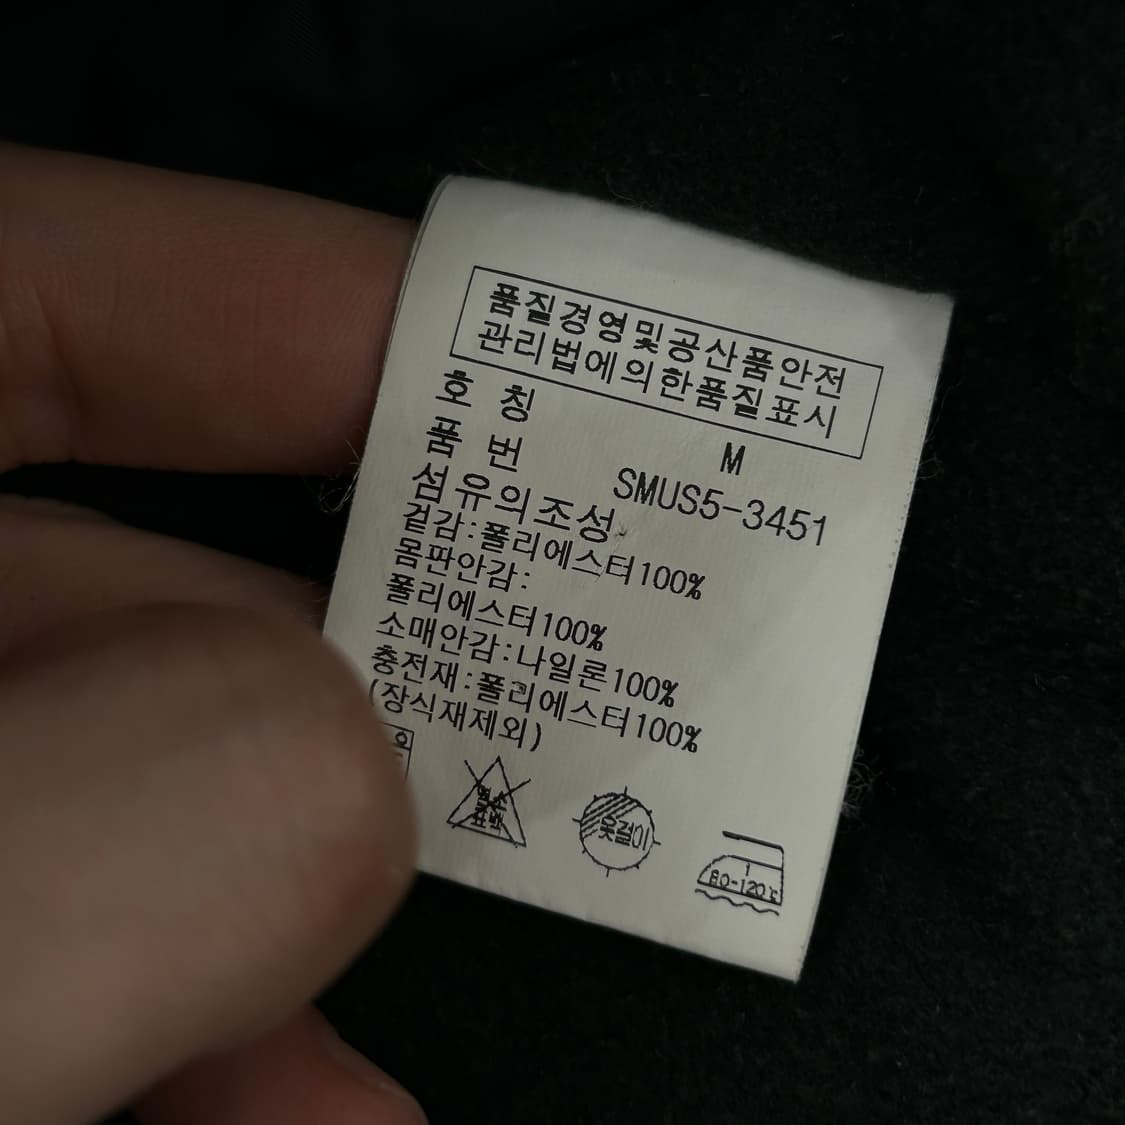 품질경영및공산품안전
관리법에의한품질표시
호 칭 M
품 번 SMUS5-3451
섬유의조성
겉감:폴리에스터100%
몸판안감:
폴리에스터100%
소매안감:나일론100%
충전재:폴리에스터100%
(장식재제외)
염소
표백
옷걸이
80-120℃